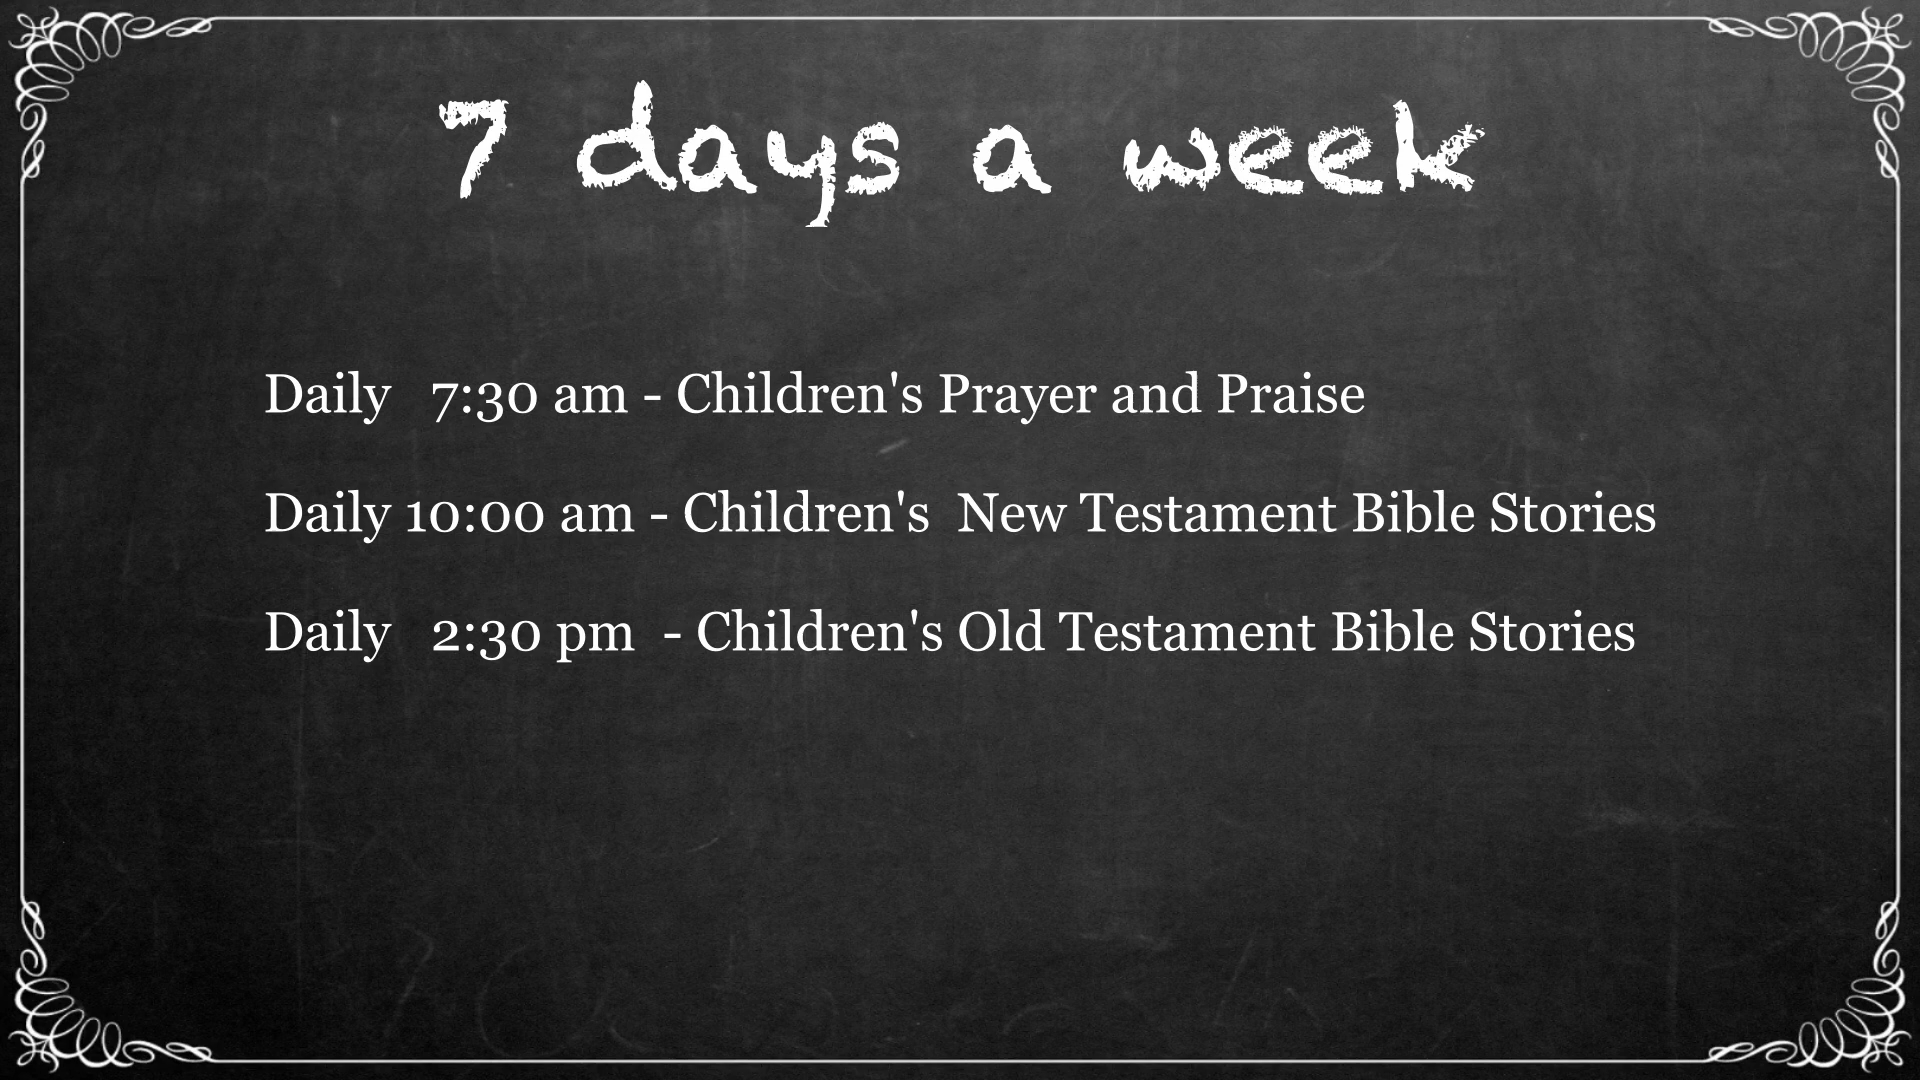 7 days a week
Daily   7:30 am - Children's Prayer and Praise
Daily 10:00 am - Children's  New Testament Bible Stories
Daily   2:30 pm  - Children's Old Testament Bible Stories